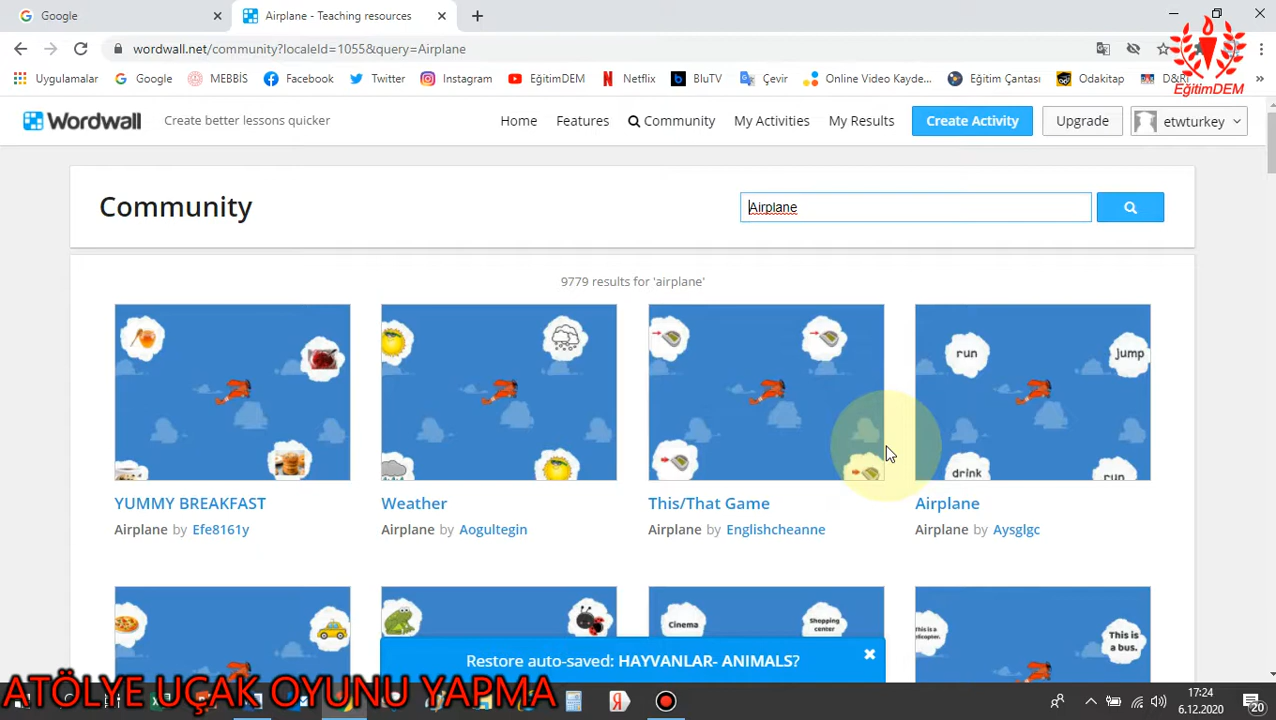 Google
Airplane - Teaching resources
wordwall.net/community?localeId=1055&query=Airplane
Uygulamalar Google MEBBİS Facebook Twitter Instagram EğitimDEM Netflix BluTV Çevir Online Video Kayde... Eğitim Çantası Odakitap D&R
EğitimDEM
Wordwall Create better lessons quicker Home Features Community My Activities My Results Create Activity Upgrade etwturkey
Community Airplane
9779 results for 'airplane'
run jump
drink run
YUMMY BREAKFAST Weather This/That Game Airplane
Airplane by Efe8161y Airplane by Aogultegin Airplane by Englishcheanne Airplane by Aysglgc
Cinema Shopping center This is a helicopter. This is a bus.
Restore auto-saved: HAYVANLAR- ANIMALS?
ATÖLYE UÇAK OYUNU YAPMA
17:24
6.12.2020
20